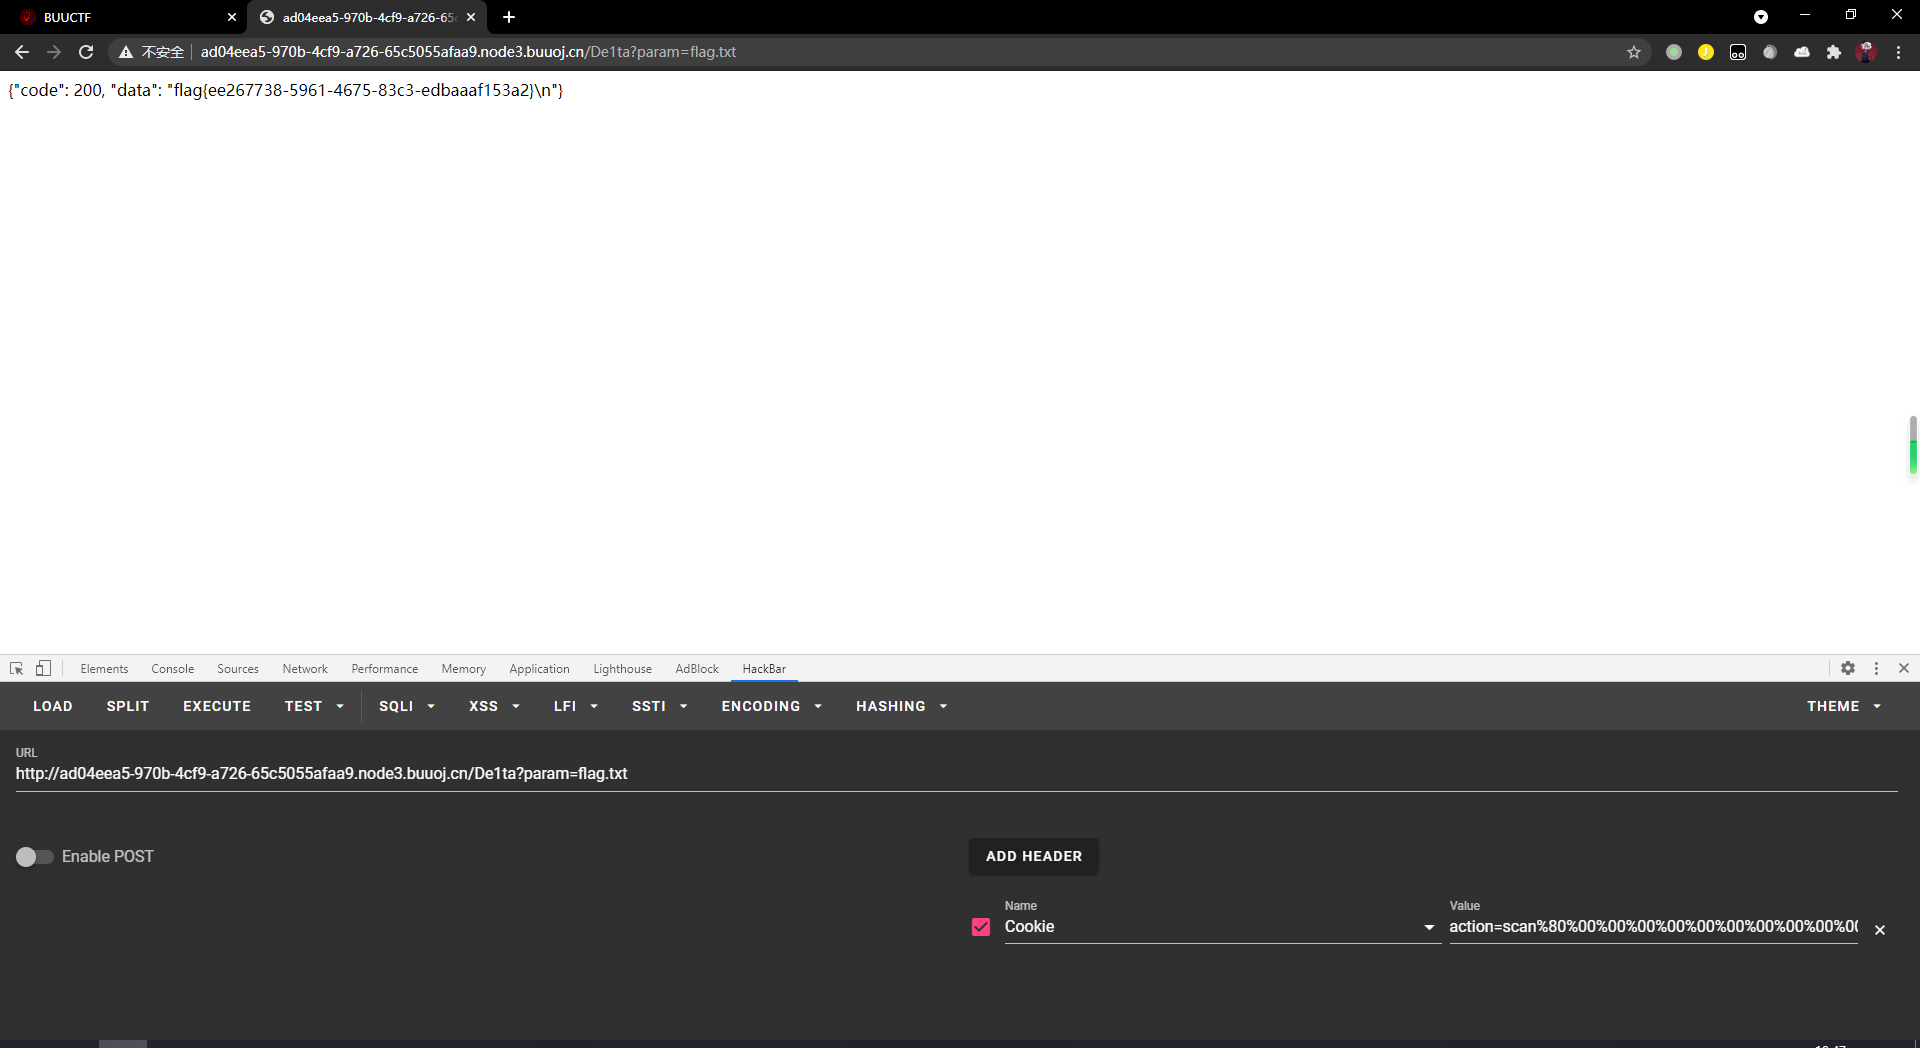 BUUCTF
ad04eea5-970b-4cf9-a726-65c
不安全 ad04eea5-970b-4cf9-a726-65c5055afaa9.node3.buuoj.cn/De1ta?param=flag.txt
{"code": 200, "data": "flag{ee267738-5961-4675-83c3-edbaaaf153a2}\n"}
Elements Console Sources Network Performance Memory Application Lighthouse AdBlock HackBar
LOAD SPLIT EXECUTE TEST SQLI XSS LFI SSTI ENCODING HASHING THEME
URL
http://ad04eea5-970b-4cf9-a726-65c5055afaa9.node3.buuoj.cn/De1ta?param=flag.txt
Enable POST ADD HEADER
Name Value
Cookie action=scan%80%00%00%00%00%00%00%00%00%00%00